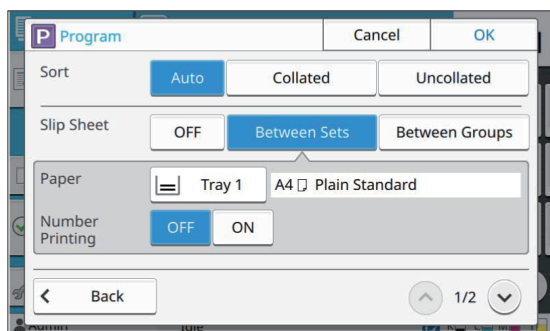 P Program Cancel OK
Sort Auto Collated Uncollated
Slip Sheet OFF Between Sets Between Groups
Paper Tray 1 A4 Plain Standard
Number
Printing OFF ON
Back 1/2
Admin Idle